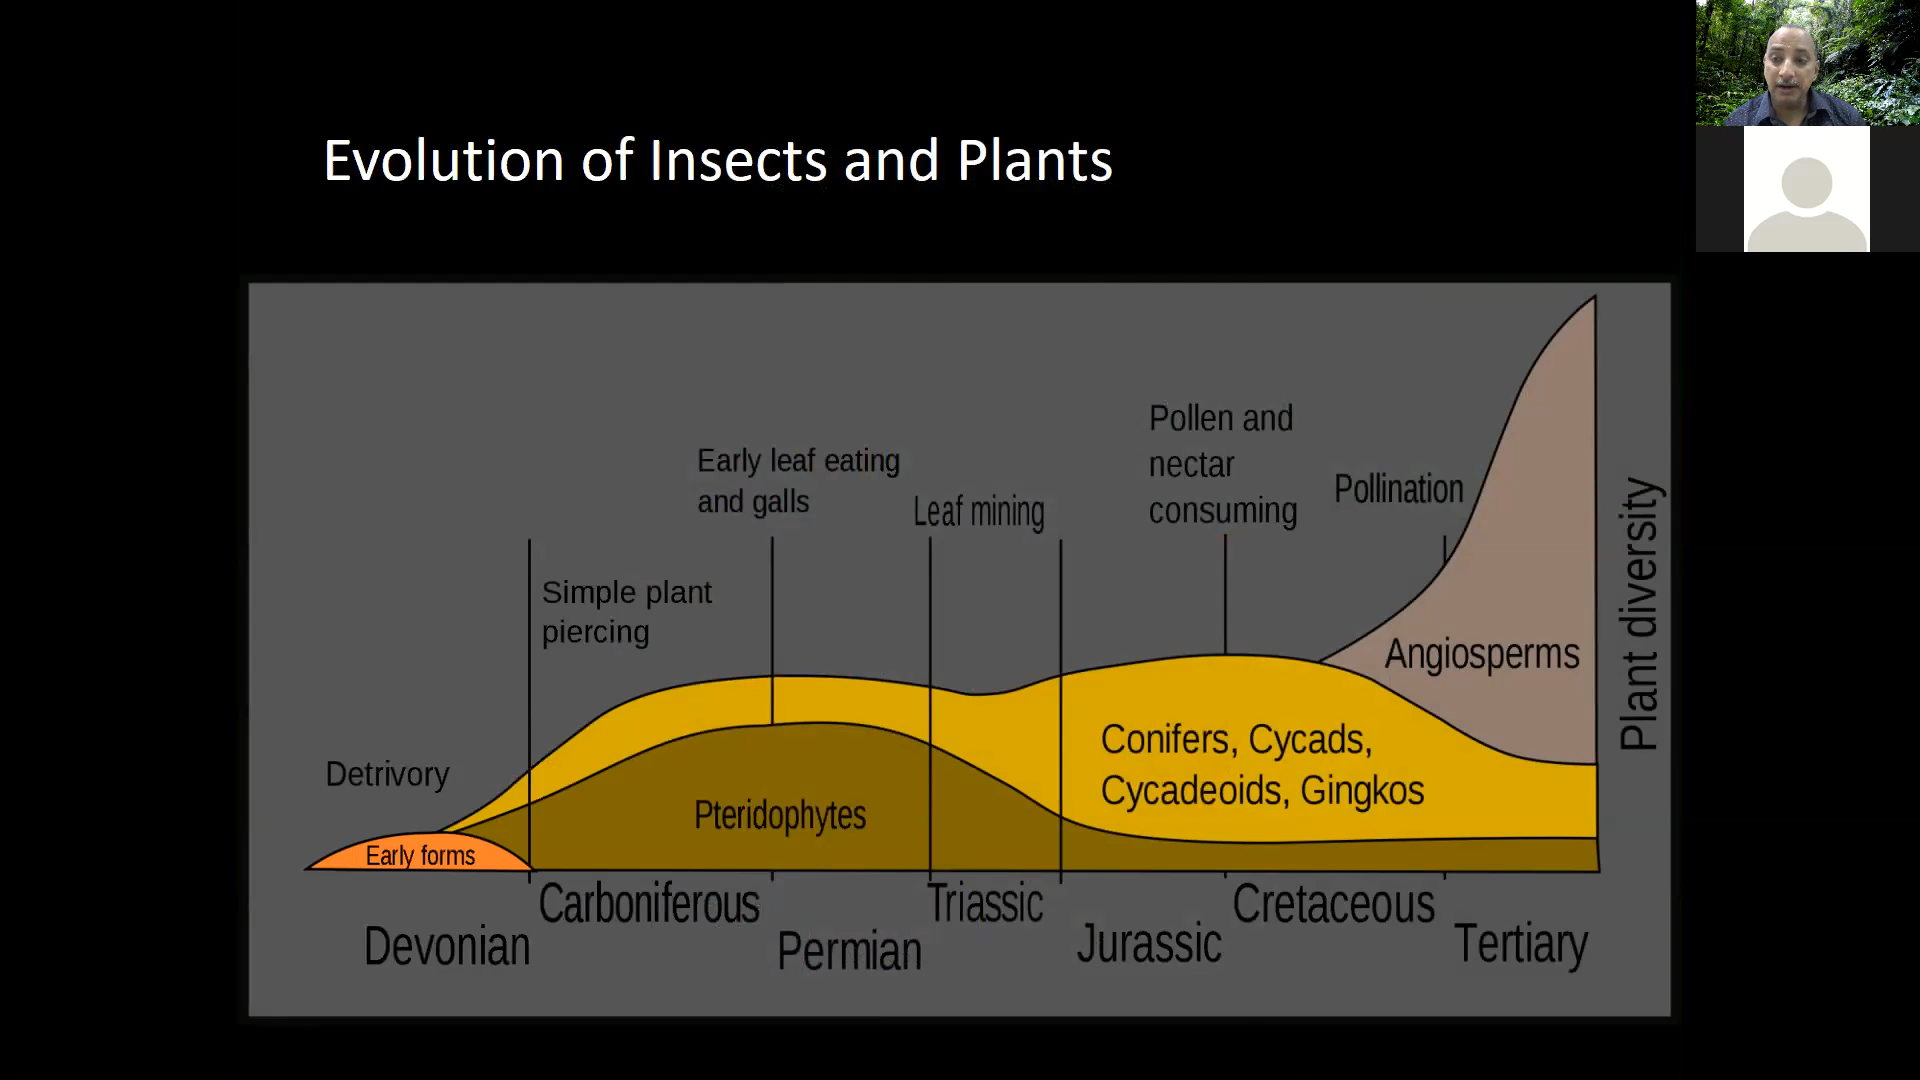 Evolution of Insects and Plants
Pollen and
nectar
consuming
Early leaf eating
and galls
Pollination
Leaf mining
Simple plant
piercing
Plant diversity
Angiosperms
Detrivory
Conifers, Cycads,
Cycadeoids, Gingkos
Pteridophytes
Early forms
Carboniferous
Triassic
Cretaceous
Devonian
Permian
Jurassic
Tertiary